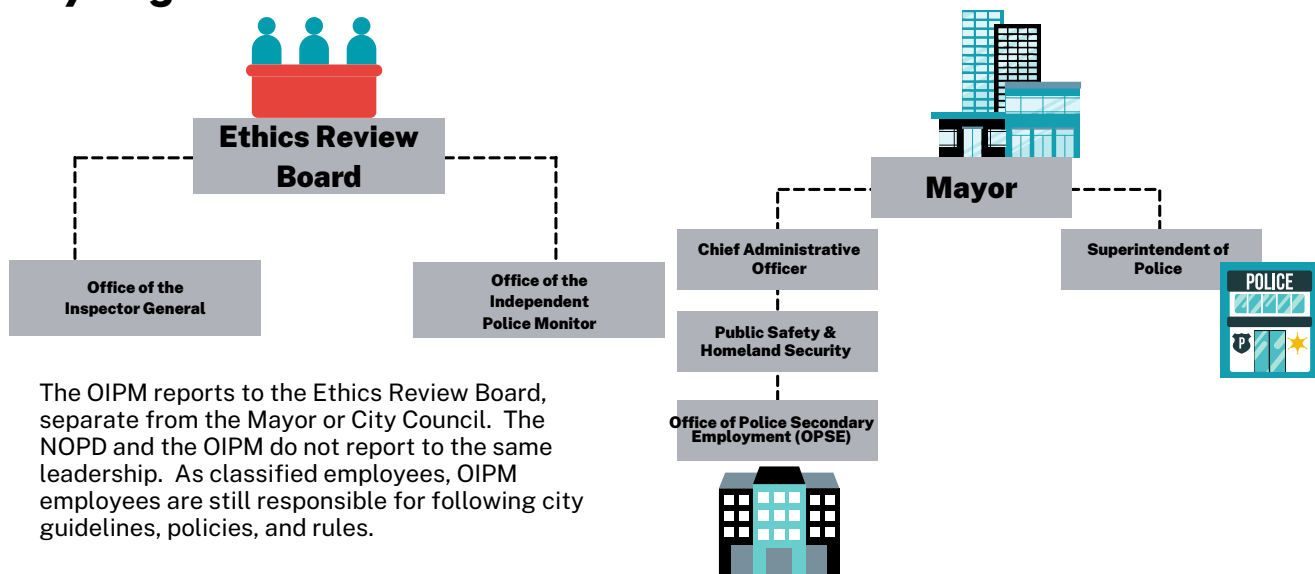 Ethics Review
Board
Office of the
Inspector General
Office of the
Independent
Police Monitor
The OIPM reports to the Ethics Review Board,
separate from the Mayor or City Council.  The
NOPD and the OIPM do not report to the same
leadership.  As classified employees, OIPM
employees are still responsible for following city
guidelines, policies, and rules.
Mayor
Chief Administrative
Officer
Public Safety &
Homeland Security
Office of Police Secondary
Employment (OPSE)
Superintendent of
Police
POLICE
P